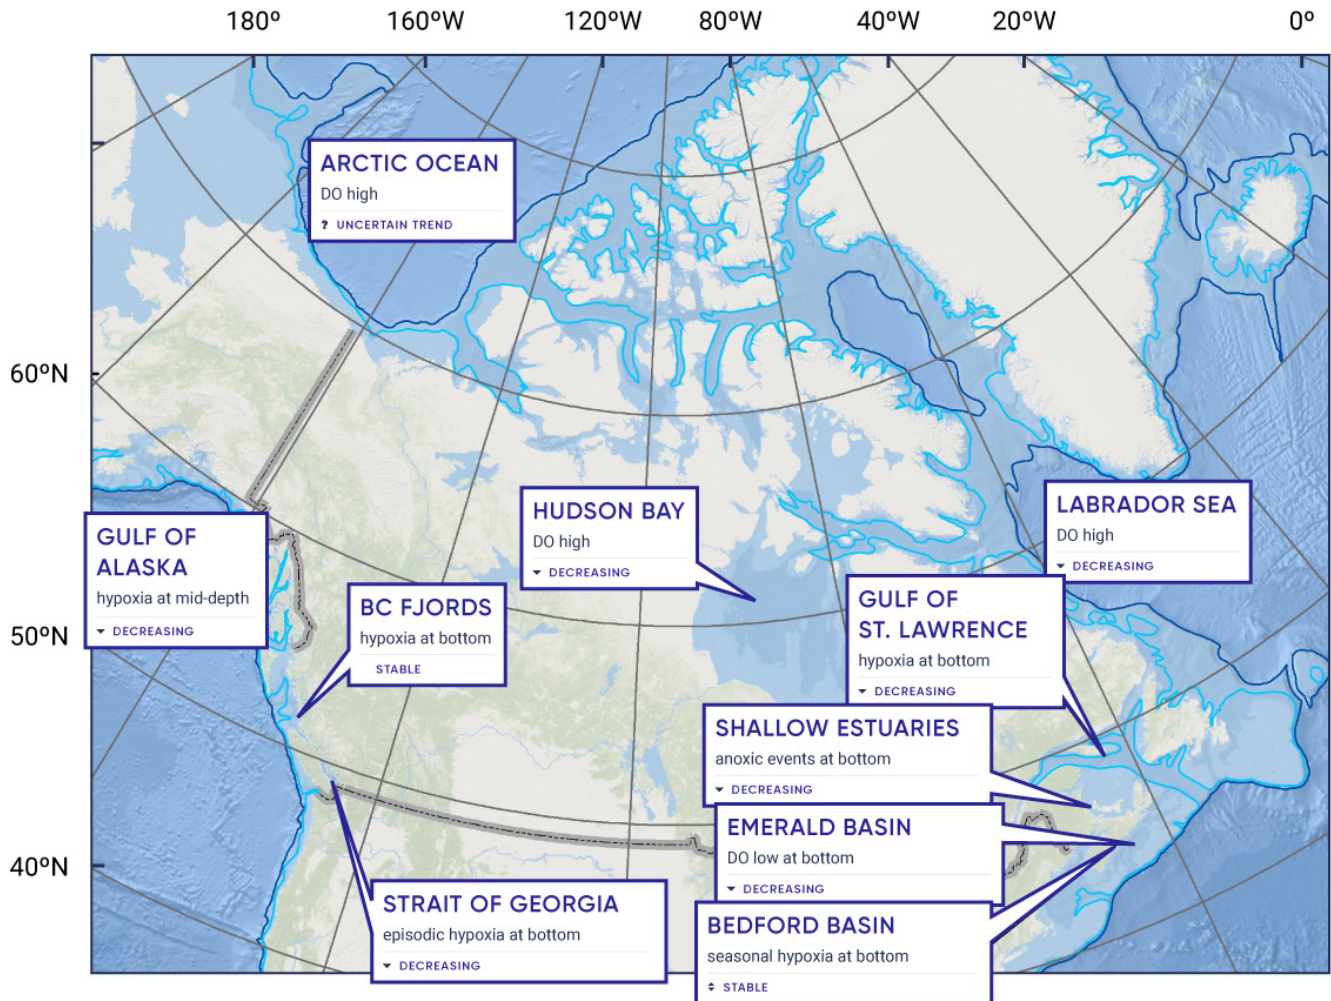 180º 160ºW 120ºW 80ºW 40ºW 20ºW 0º
ARCTIC OCEAN
DO high
? UNCERTAIN TREND
60ºN
HUDSON BAY
DO high
DECREASING
LABRADOR SEA
DO high
DECREASING
GULF OF
ALASKA
hypoxia at mid-depth
DECREASING
BC FJORDS
hypoxia at bottom
STABLE
GULF OF
ST. LAWRENCE
hypoxia at bottom
DECREASING
50ºN
SHALLOW ESTUARIES
anoxic events at bottom
DECREASING
EMERALD BASIN
DO low at bottom
DECREASING
40ºN
STRAIT OF GEORGIA
episodic hypoxia at bottom
DECREASING
BEDFORD BASIN
seasonal hypoxia at bottom
STABLE